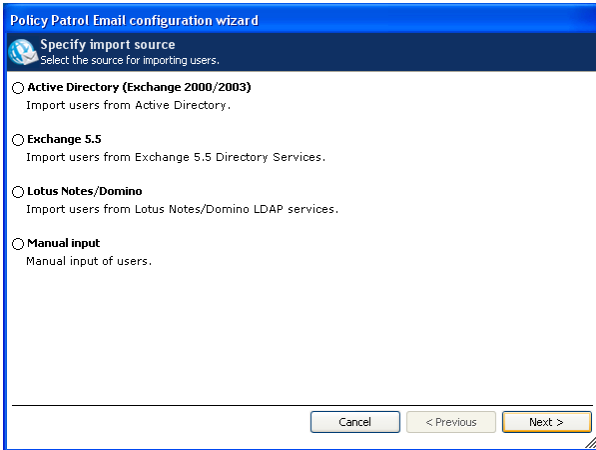 Policy Patrol Email configuration wizard
Specify import source
Select the source for importing users.
Active Directory (Exchange 2000/2003)
Import users from Active Directory.
Exchange 5.5
Import users from Exchange 5.5 Directory Services.
Lotus Notes/Domino
Import users from Lotus Notes/Domino LDAP services.
Manual input
Manual input of users.
Cancel < Previous Next >